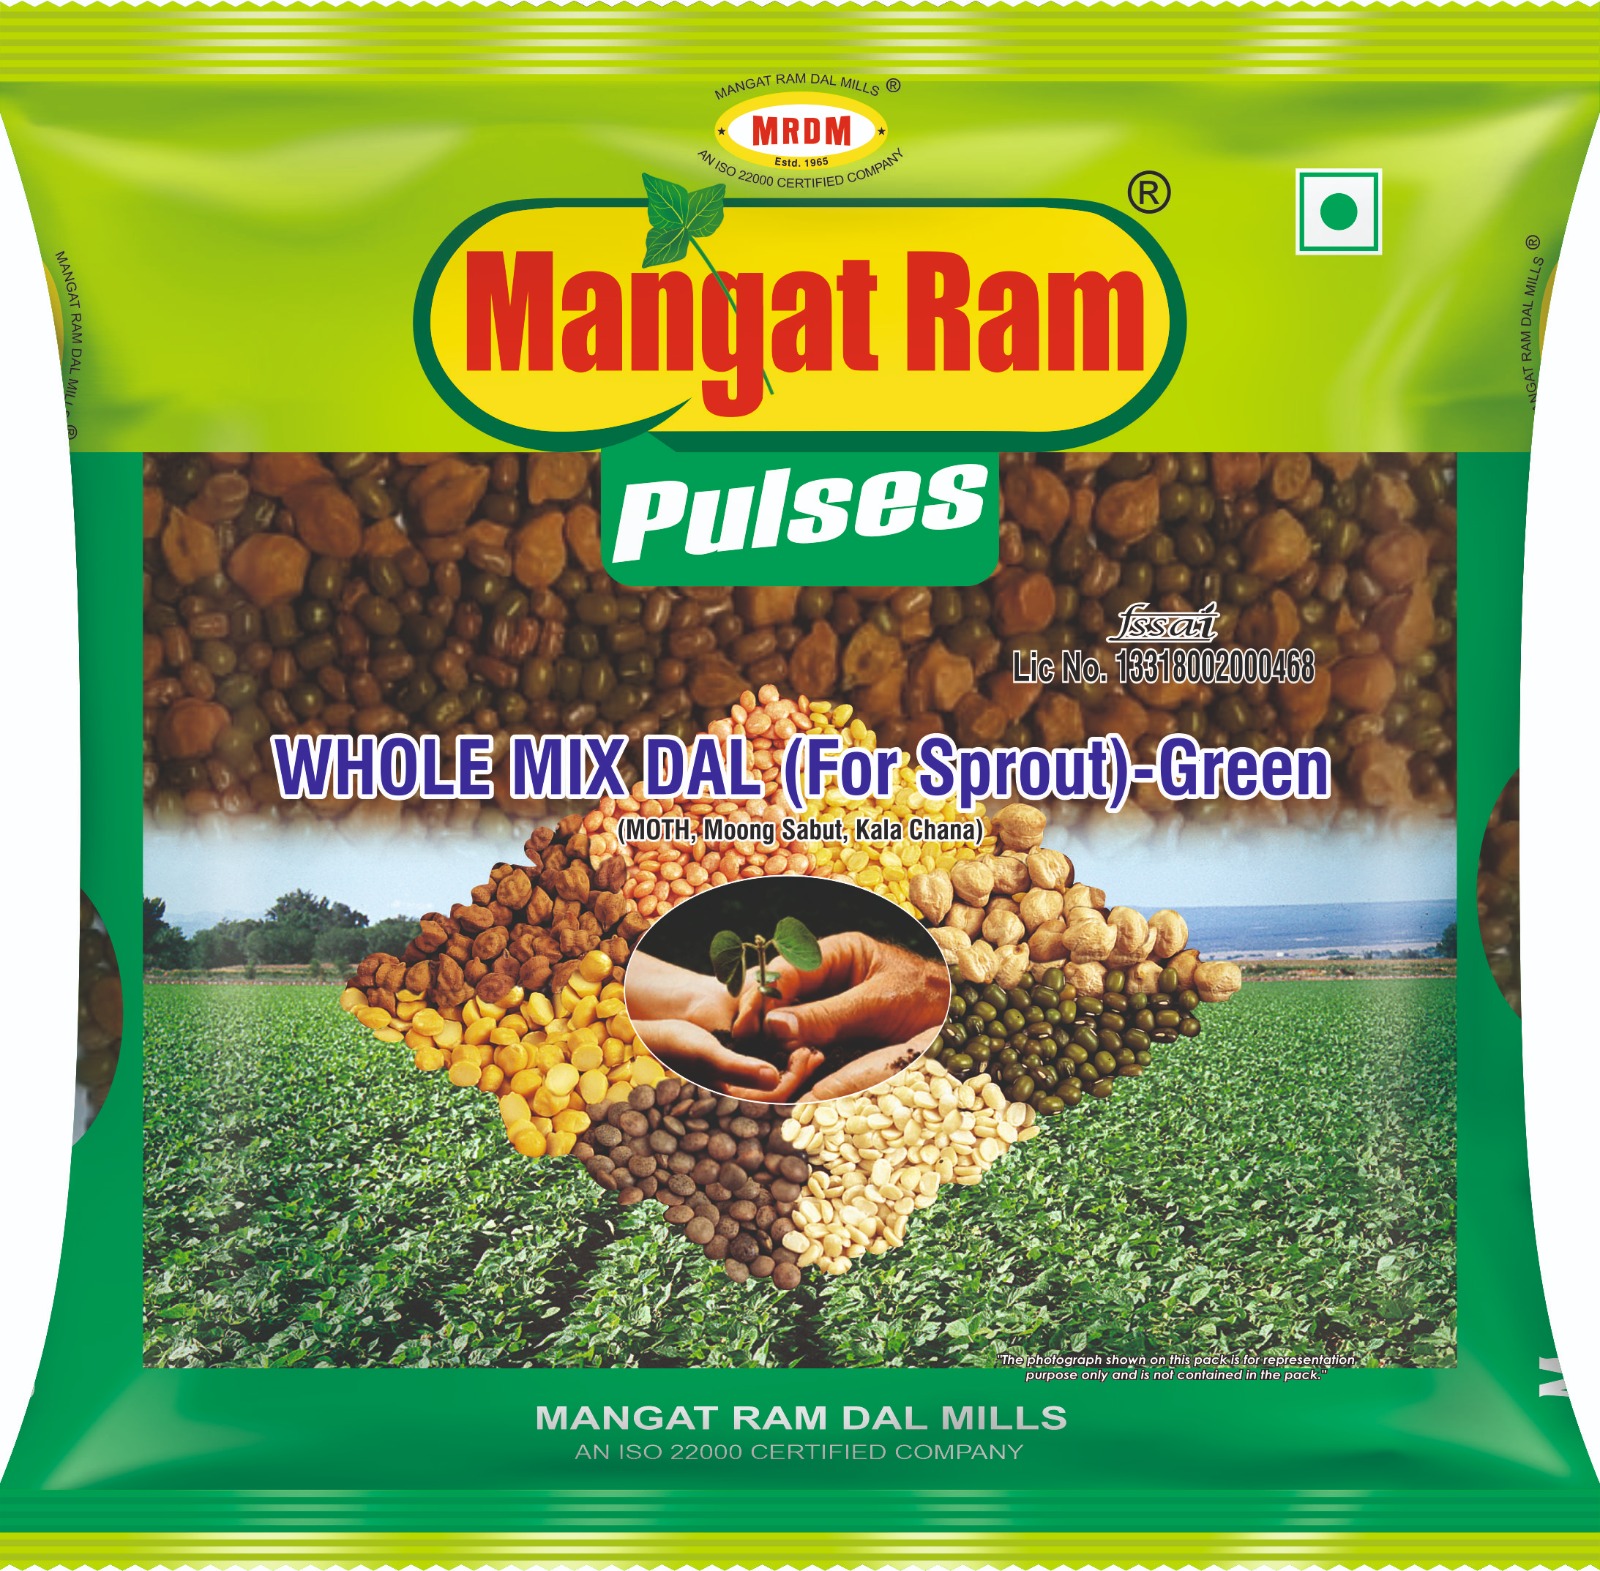 MANGAT RAM DAL MILLS ®
MRDM
Estd. 1965
AN ISO 22000 CERTIFIED COMPANY
®
Mangat Ram
MANGAT RAM DAL MILLS ®
MANGAT RAM DAL MILLS ®
Pulses
fssai
Lic No. 13318002000468
WHOLE MIX DAL (For Sprout)-Green
(MOTH, Moong Sabut, Kala Chana)
"The photograph shown on this pack is for representation
purpose only and is not contained in the pack."
MANGAT RAM DAL MILLS
AN ISO 22000 CERTIFIED COMPANY